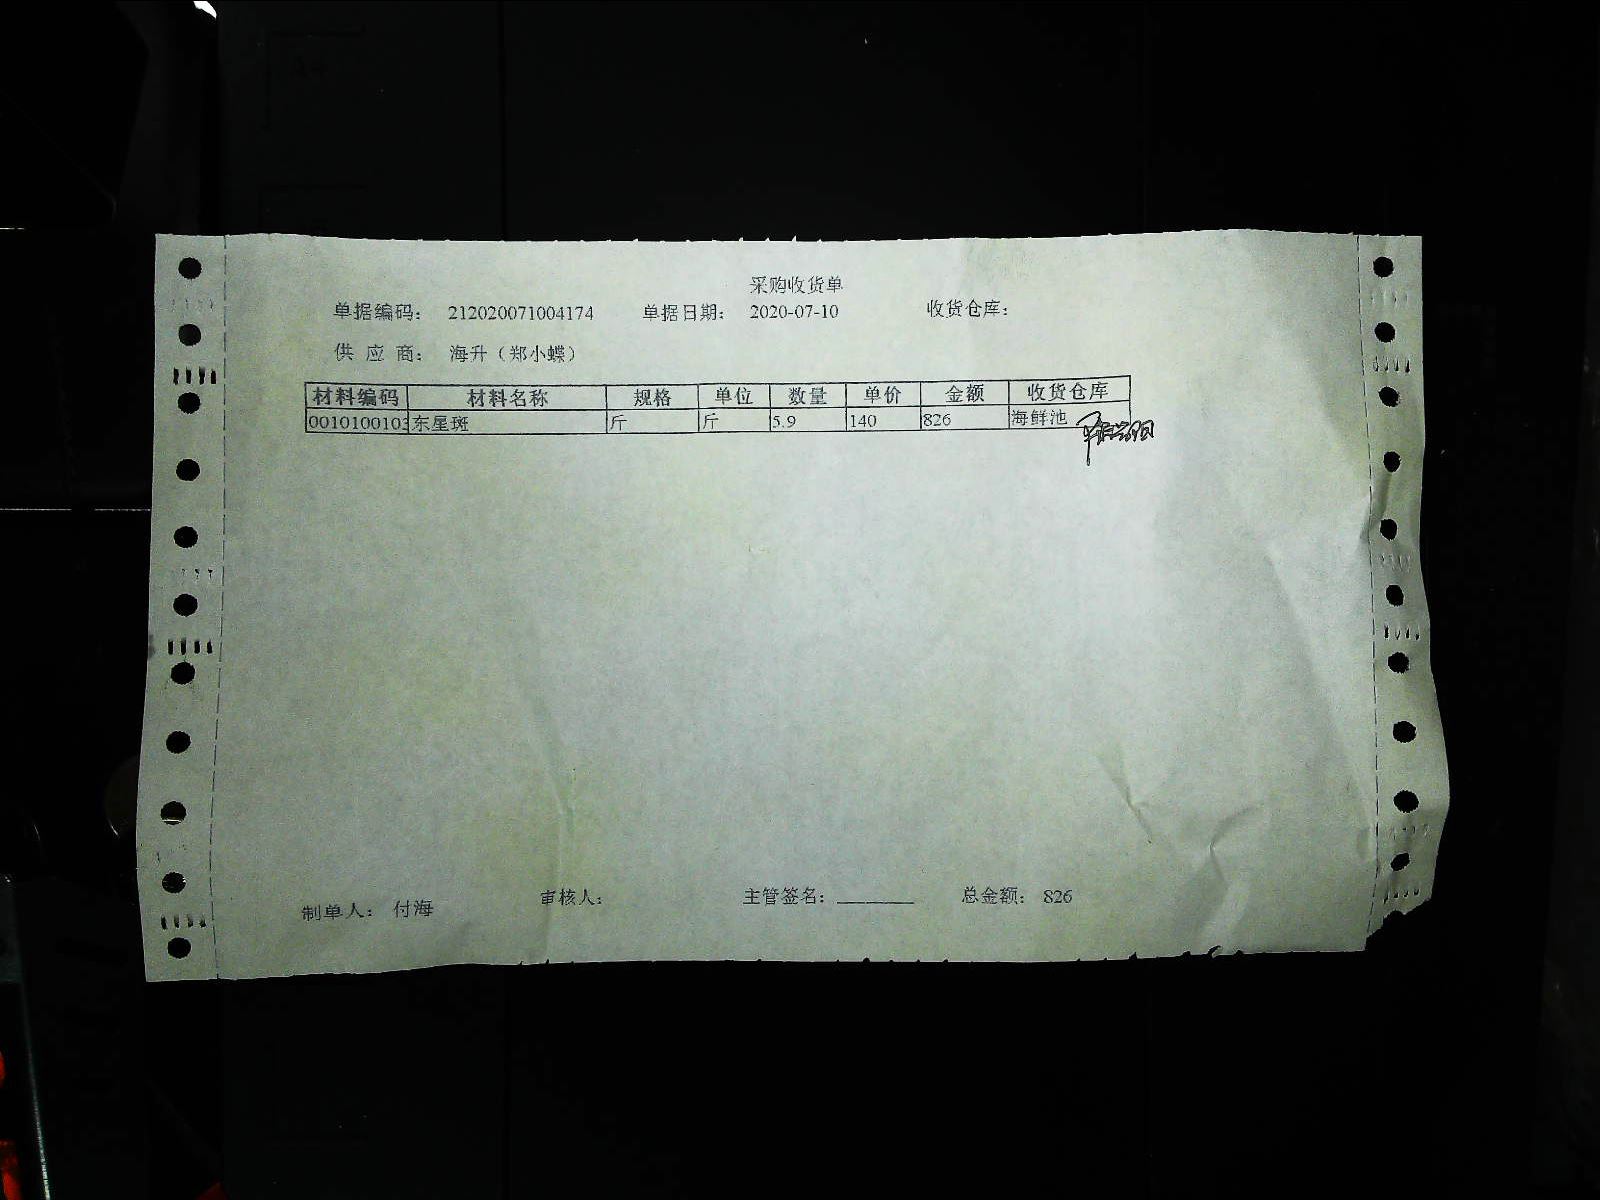 采购收货单
单据编码： 212020071004174 单据日期： 2020-07-10 收货仓库：
供 应 商： 海升（郑小蝶）
材料编码 材料名称 规格 单位 数量 单价 金额 收货仓库
0010100103 东星斑 斤 斤 5.9 140 826 海鲜池
制单人： 付海 审核人： 主管签名：________ 总金额： 826